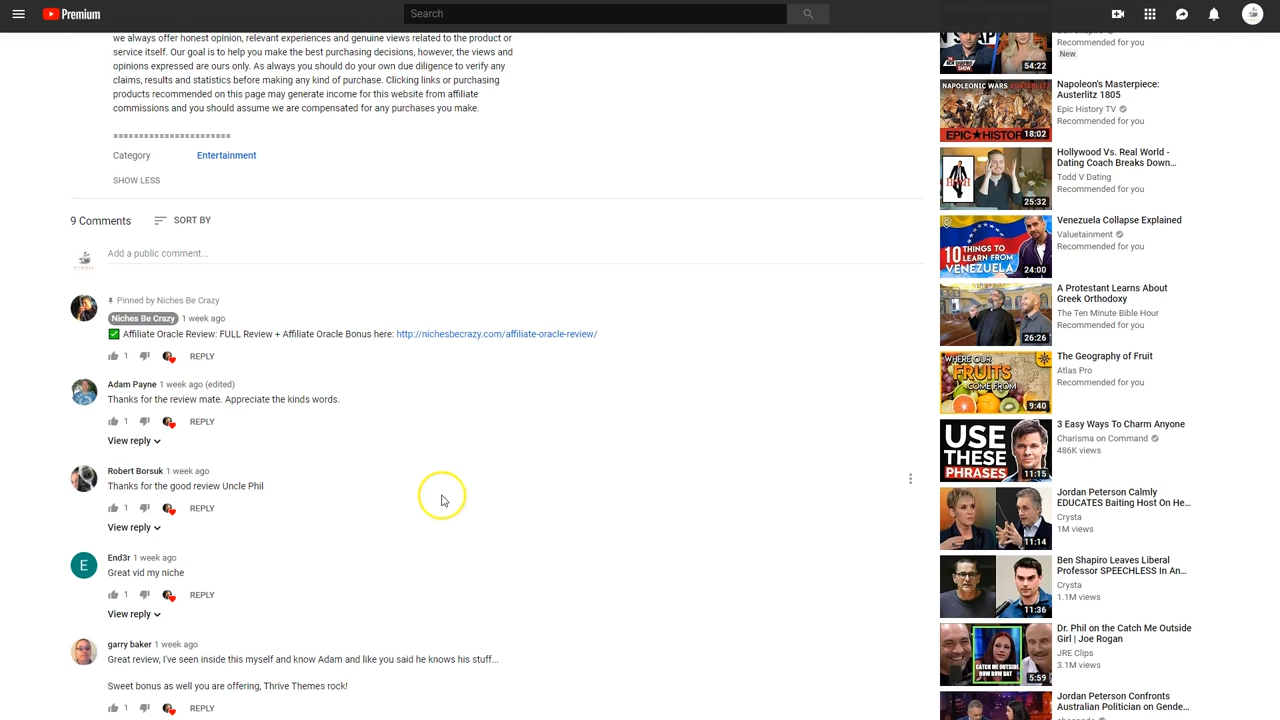 Premium
Search
we always offer honest opinion, relevant experiences and genuine views related to the product or
service itself. Our goal is to help you make the best purchasing decisions, however, the views and
opinions expressed are ours only. As always you should do your own due diligence to verify any
claims, results and statistics before making any kind of purchase. Clicking links or purchasing
products recommended on this page may generate income for this website from affiliate
commissions and you should assume we are compensated for any purchases you make.
======================
Category
Entertainment
SHOW LESS
9 Comments
SORT BY
Add a public comment...
Pinned by Niches Be Crazy
Niches Be Crazy 1 week ago
✅ Affiliate Oracle Review: FULL Review + Affiliate Oracle Bonus here: http://nichesbecrazy.com/affiliate-oracle-review/
1 REPLY
Adam Payne 1 week ago (edited)
Thanks for the review mate. Appreciate the kinds words.
1 REPLY
View reply
Robert Borsuk 1 week ago
Thanks for the good review Uncle Phil
1 REPLY
View reply
E
End3r 1 week ago
Great vid my niche
1 REPLY
View reply
garry baker 1 week ago
Great review, I've seen inside this myself and know Adam and like you said he knows his stuff...
Sweet bonus as well you are offering, Thrive Themes rock!
1 REPLY
54:22
Recommended for you
New
NAPOLEONIC WARS
EPIC HISTOR
18:02
Napoleon's Masterpiece:
Austerlitz 1805
Epic History TV
Recommended for you
25:32
Hollywood Vs. Real World -
Dating Coach Breaks Down...
Todd V Dating
Recommended for you
10 THINGS TO
LEARN FROM
VENEZUELA
24:00
Venezuela Collapse Explained
Valuetainment
Recommended for you
26:26
A Protestant Learns About
Greek Orthodoxy
The Ten Minute Bible Hour
Recommended for you
WHERE OUR
FRUITS
COME FROM
9:40
The Geography of Fruit
Atlas Pro
Recommended for you
USE
THESE
PHRASES
11:15
3 Easy Ways To Charm Anyone
Charisma on Command
486K views
11:14
Jordan Peterson Calmly
EDUCATES Baiting Host On He...
Crysta
1M views
11:36
Ben Shapiro Leaves Liberal
Professor SPEECHLESS In An...
Crysta
1.1M views
CATCH ME OUTSIDE
HOW BOW DAT
5:59
Dr. Phil on the Catch Me Outside
Girl | Joe Rogan
JRE Clips
3.1M views
Jordan Peterson Confronts
Australian Politician on Gende...